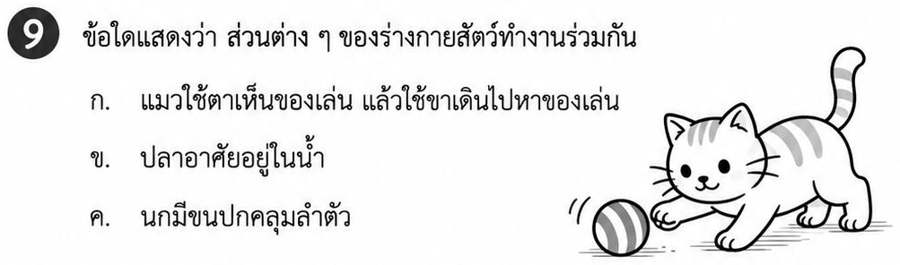 9 ข้อใดแสดงว่า ส่วนต่าง ๆ ของร่างกายสัตว์ทำงานร่วมกัน
ก. แมวใช้ตาเห็นของเล่น แล้วใช้ขาเดินไปหาของเล่น
ข. ปลาอาศัยอยู่ในน้ำ
ค. นกมีขนปกคลุมลำตัว